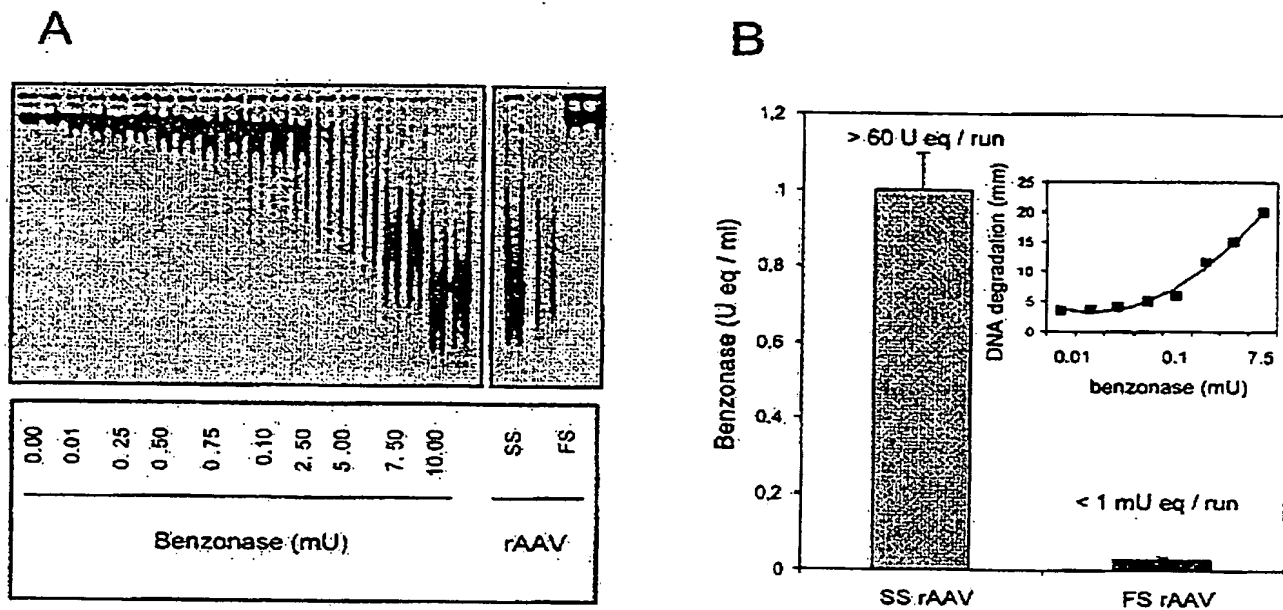 A
0.00 0.01 0.25 0.50 0.75 0.10 2.50 5.00 7.50 10.00 SS FS
Benzonase (mU) rAAV
B
Benzonase (U eq / ml)
1,2
1
0,8
0,6
0,4
0,2
0
> 60 U eq / run
< 1 mU eq / run
SS rAAV FS rAAV
DNA degradation (mm)
25
20
15
10
5
0
0.01 0.1 7.5
benzonase (mU)